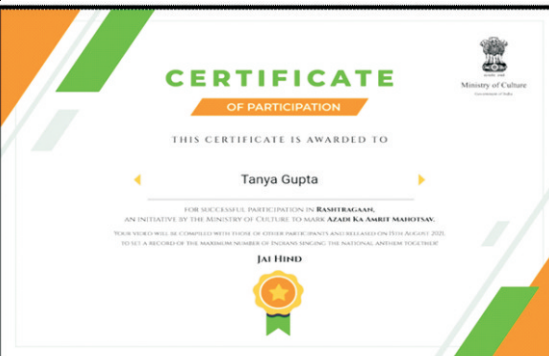 CERTIFICATE
OF PARTICIPATION
Ministry of Culture
Government of India
THIS CERTIFICATE IS AWARDED TO
Tanya Gupta
FOR SUCCESSFUL PARTICIPATION IN RASHTRAGAAN,
AN INITIATIVE BY THE MINISTRY OF CULTURE TO MARK AZADI KA AMRIT MAHOTSAV.
YOUR VIDEO WILL BE COMPILED WITH THOSE OF OTHER PARTICIPANTS AND RELEASED ON 15TH AUGUST 2021,
TO SET A RECORD OF THE MAXIMUM NUMBER OF INDIANS SINGING THE NATIONAL ANTHEM TOGETHER!
JAI HIND